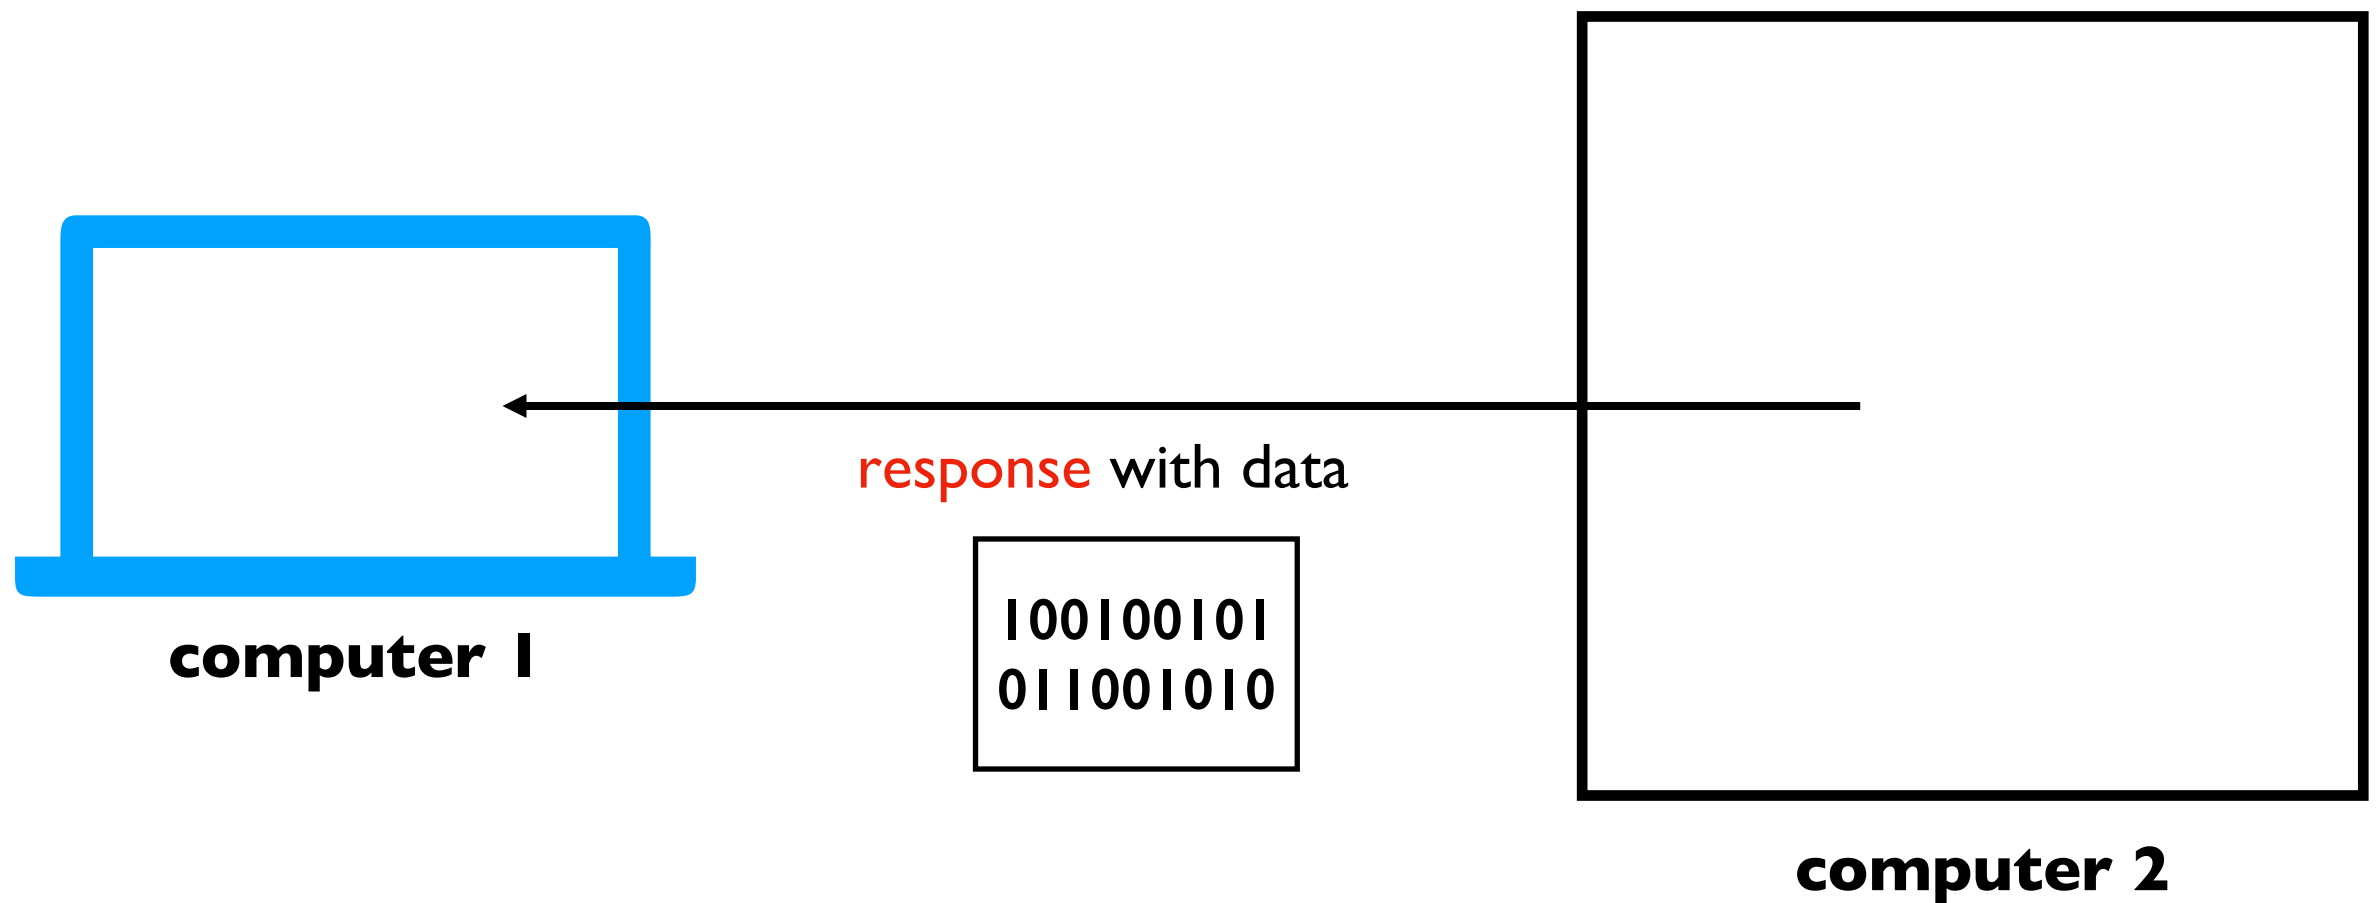 response with data
100100101
011001010
computer 1
computer 2